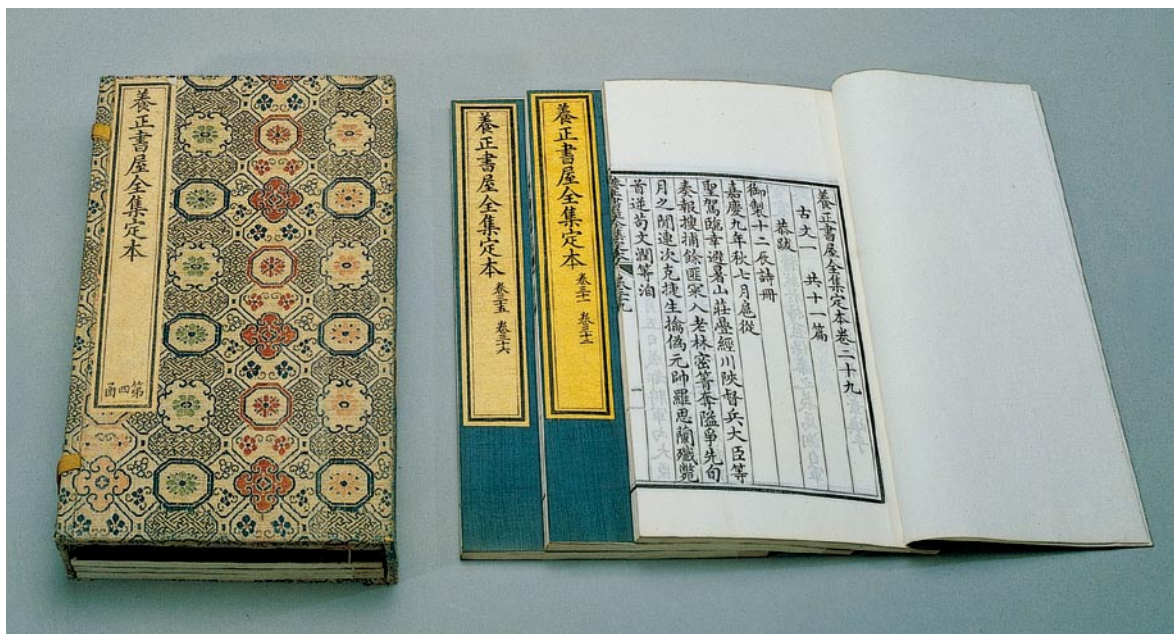 養正書屋全集定本
第四函
養正書屋全集定本 卷三十五 卷三十六
養正書屋全集定本 卷三十一 卷三十二
養正書屋全集定本卷二十九
古文一 共十一篇
恭跋
御製十二辰詩冊
嘉慶九年秋七月扈從
聖駕臨幸避暑山莊疊經川陜督兵大臣等
奏報搜捕餘匪竄入老林密箐奔隘爭先旬
月之閒連次克捷生擒偽元帥羅思蘭殲斃
首逆苟文潤等洎